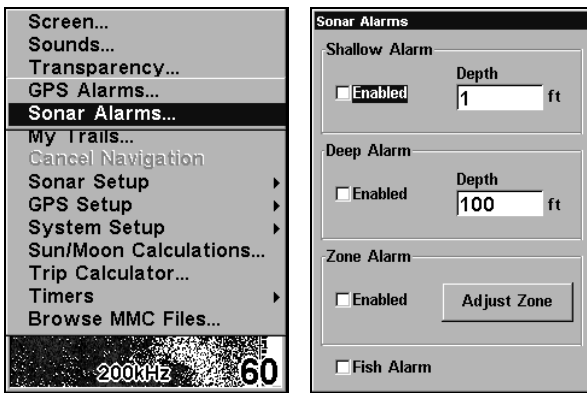 Screen...
Sounds...
Transparency...
GPS Alarms...
Sonar Alarms...
My Trails...
Cancel Navigation
Sonar Setup
GPS Setup
System Setup
Sun/Moon Calculations...
Trip Calculator...
Timers
Browse MMC Files...
200kHz 60
Sonar Alarms
Shallow Alarm
Depth
Enabled 1 ft
Deep Alarm
Depth
Enabled 100 ft
Zone Alarm
Enabled Adjust Zone
Fish Alarm